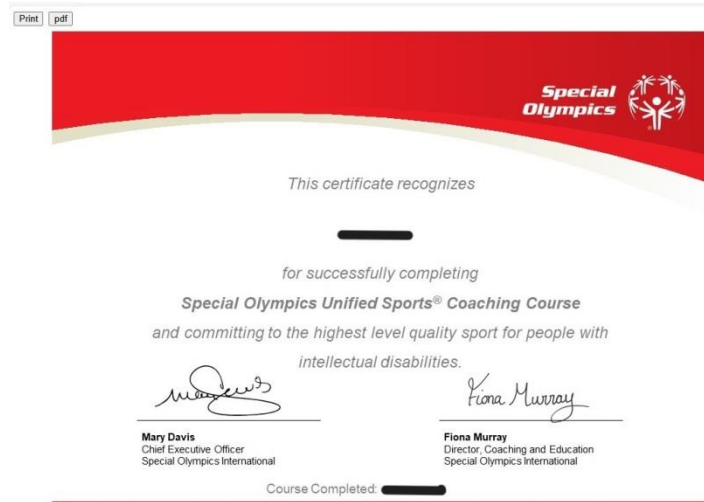 Print pdf
Special
Olympics
This certificate recognizes
for successfully completing
Special Olympics Unified Sports® Coaching Course
and committing to the highest level quality sport for people with
intellectual disabilities.
Fiona Murray
Mary Davis
Chief Executive Officer
Special Olympics International
Fiona Murray
Director, Coaching and Education
Special Olympics International
Course Completed: